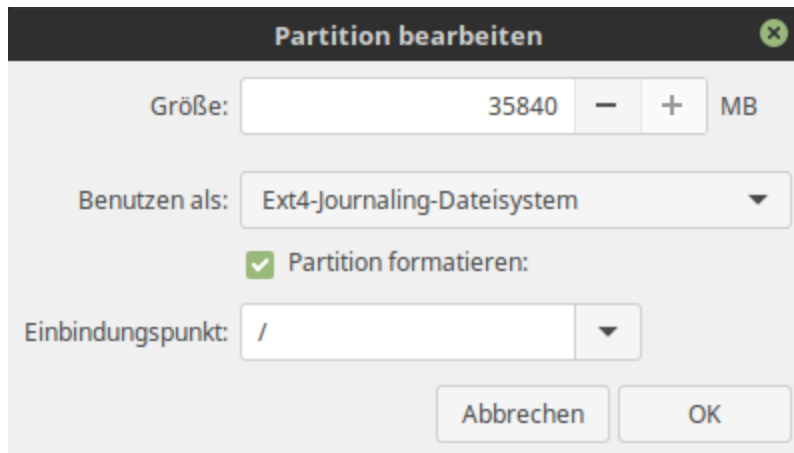 Partition bearbeiten
Größe: 35840 − + MB
Benutzen als: Ext4-Journaling-Dateisystem
Partition formatieren:
Einbindungspunkt: /
Abbrechen OK